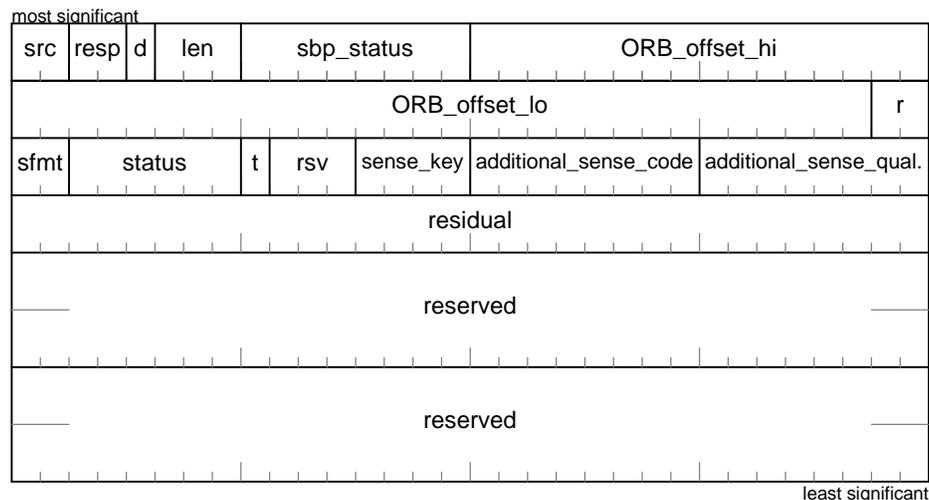 most significant
src resp d len sbp_status ORB_offset_hi
ORB_offset_lo r
sfmt status t rsv sense_key additional_sense_code additional_sense_qual.
residual
reserved
reserved
least significant